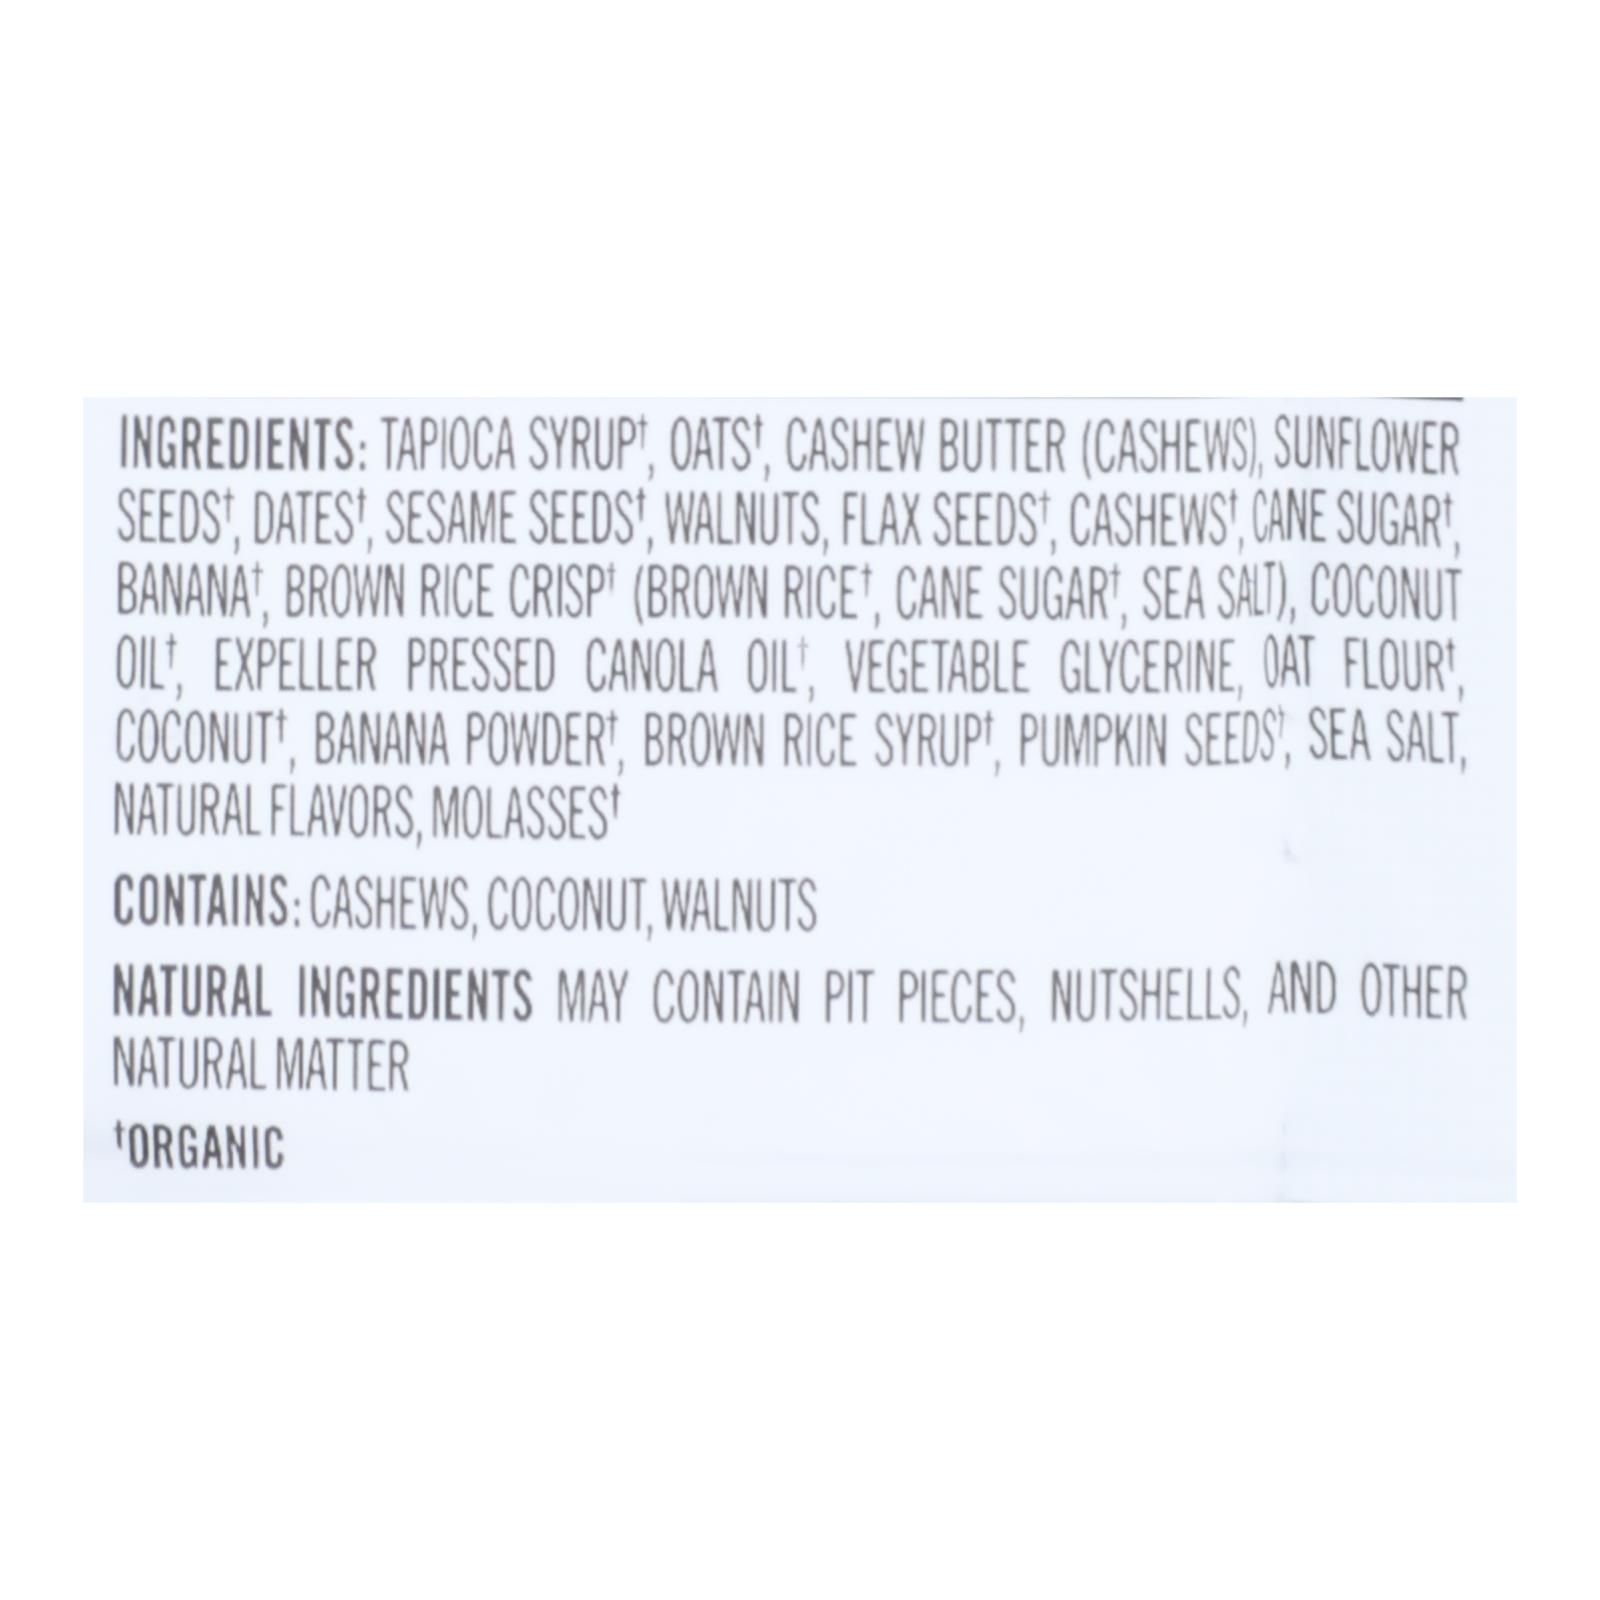 INGREDIENTS: TAPIOCA SYRUP†, OATS†, CASHEW BUTTER (CASHEWS), SUNFLOWER
SEEDS†, DATES†, SESAME SEEDS†, WALNUTS, FLAX SEEDS†, CASHEWS†, CANE SUGAR†,
BANANA†, BROWN RICE CRISP† (BROWN RICE†, CANE SUGAR†, SEA SALT), COCONUT
OIL†, EXPELLER PRESSED CANOLA OIL†, VEGETABLE GLYCERINE, OAT FLOUR†,
COCONUT†, BANANA POWDER†, BROWN RICE SYRUP†, PUMPKIN SEEDS†, SEA SALT,
NATURAL FLAVORS, MOLASSES†
CONTAINS: CASHEWS, COCONUT, WALNUTS
NATURAL INGREDIENTS MAY CONTAIN PIT PIECES, NUTSHELLS, AND OTHER
NATURAL MATTER
†ORGANIC